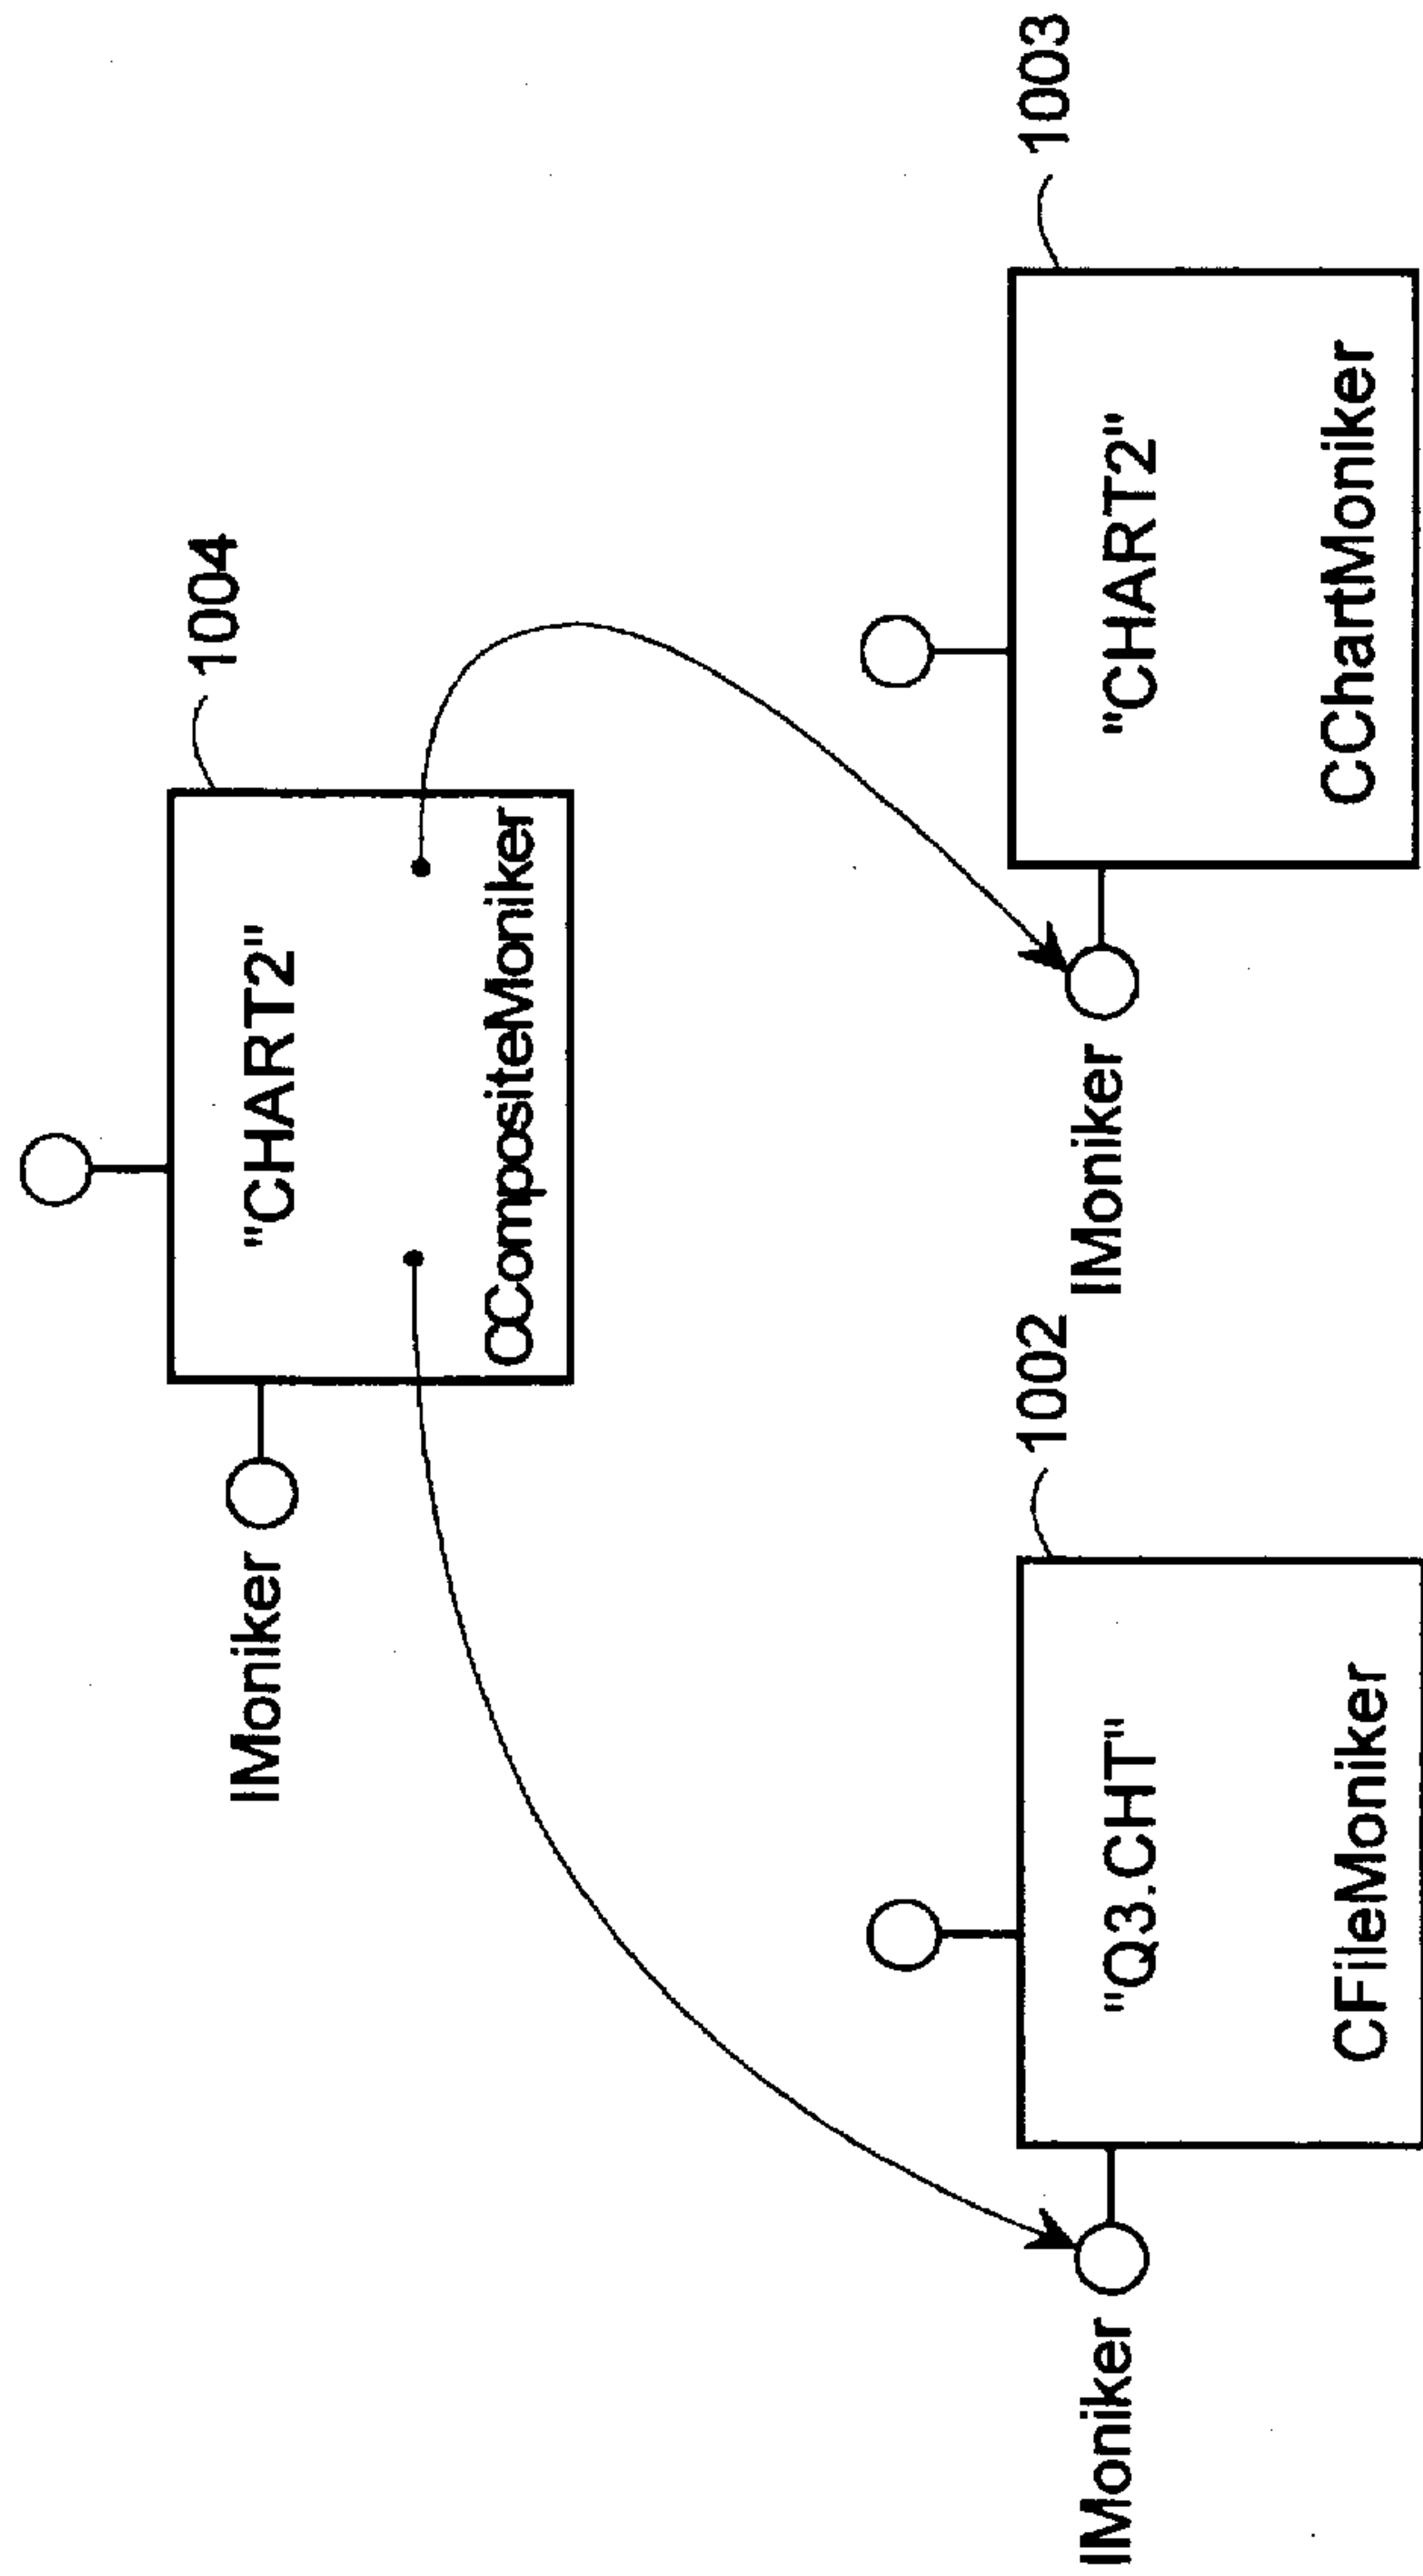 1004
IMoniker
"CHART2"
CCompositeMoniker
1002
1003
IMoniker
"Q3.CHT"
CFileMoniker
IMoniker
"CHART2"
CChartMoniker